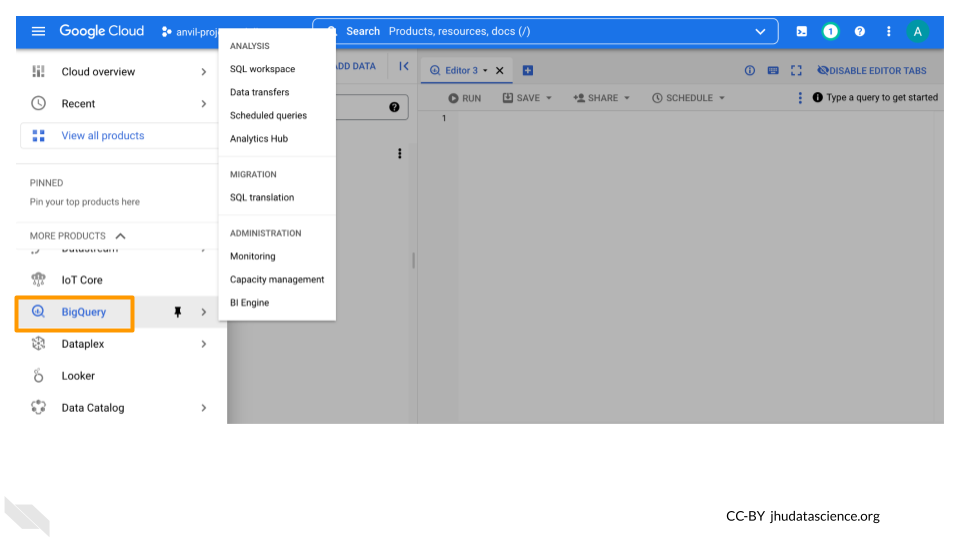 Google Cloud
anvil-proj
Search Products, resources, docs (/)
1
?
A
Cloud overview
Recent
View all products
PINNED
Pin your top products here
MORE PRODUCTS
Datastream
IoT Core
BigQuery
Dataplex
Looker
Data Catalog
ANALYSIS
SQL workspace
Data transfers
Scheduled queries
Analytics Hub
MIGRATION
SQL translation
ADMINISTRATION
Monitoring
Capacity management
BI Engine
ADD DATA
?
Editor 3
DISABLE EDITOR TABS
RUN
SAVE
SHARE
SCHEDULE
Type a query to get started
1
CC-BY jhudatascience.org